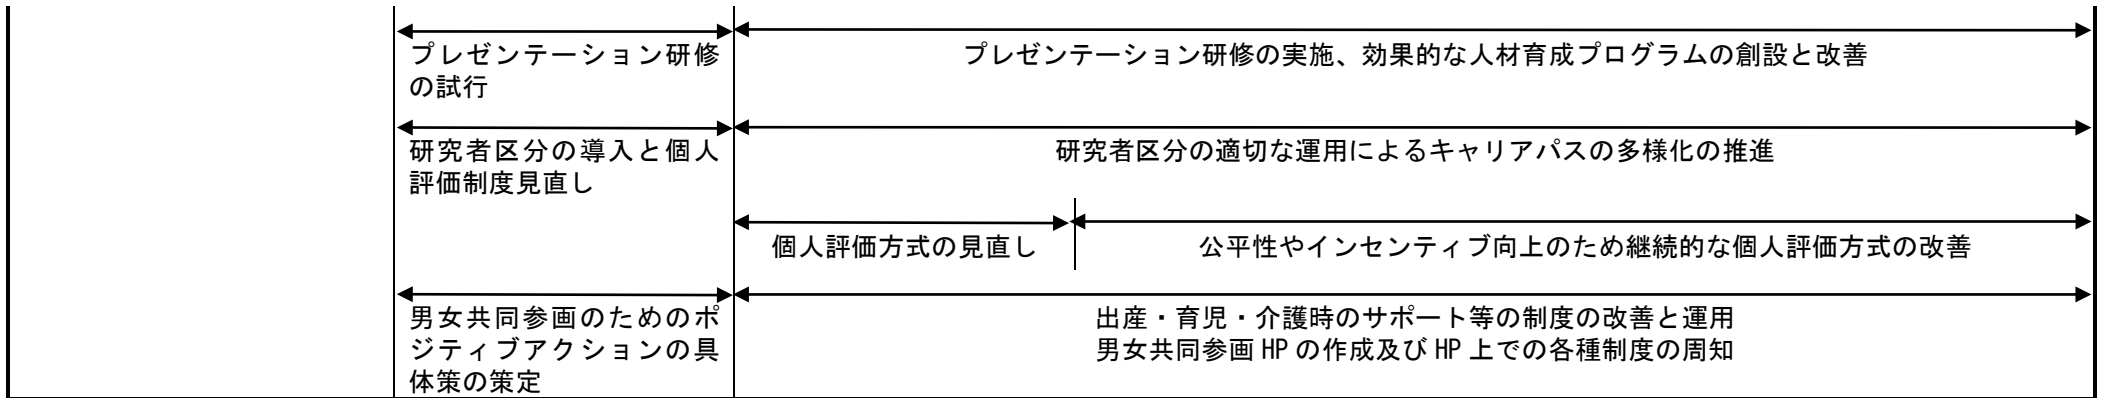 プレゼンテーション研修
の試行
プレゼンテーション研修の実施、効果的な人材育成プログラムの創設と改善
研究者区分の導入と個人
評価制度見直し
研究者区分の適切な運用によるキャリアパスの多様化の推進
個人評価方式の見直し
公平性やインセンティブ向上のため継続的な個人評価方式の改善
男女共同参画のためのポ
ジティブアクションの具
体策の策定
出産・育児・介護時のサポート等の制度の改善と運用
男女共同参画 HP の作成及び HP 上での各種制度の周知